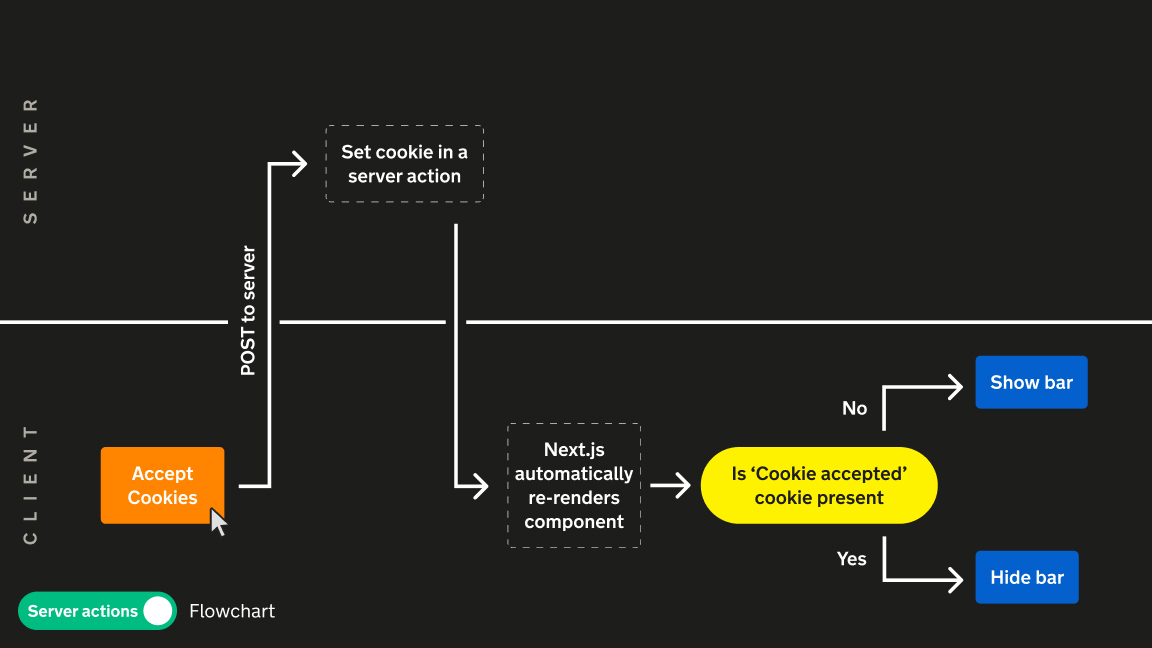 SERVER
Set cookie in a
server action
POST to server
CLIENT
Accept
Cookies
Next.js
automatically
re-renders
component
Is ‘Cookie accepted’
cookie present
No
Show bar
Yes
Hide bar
Server actions
Flowchart